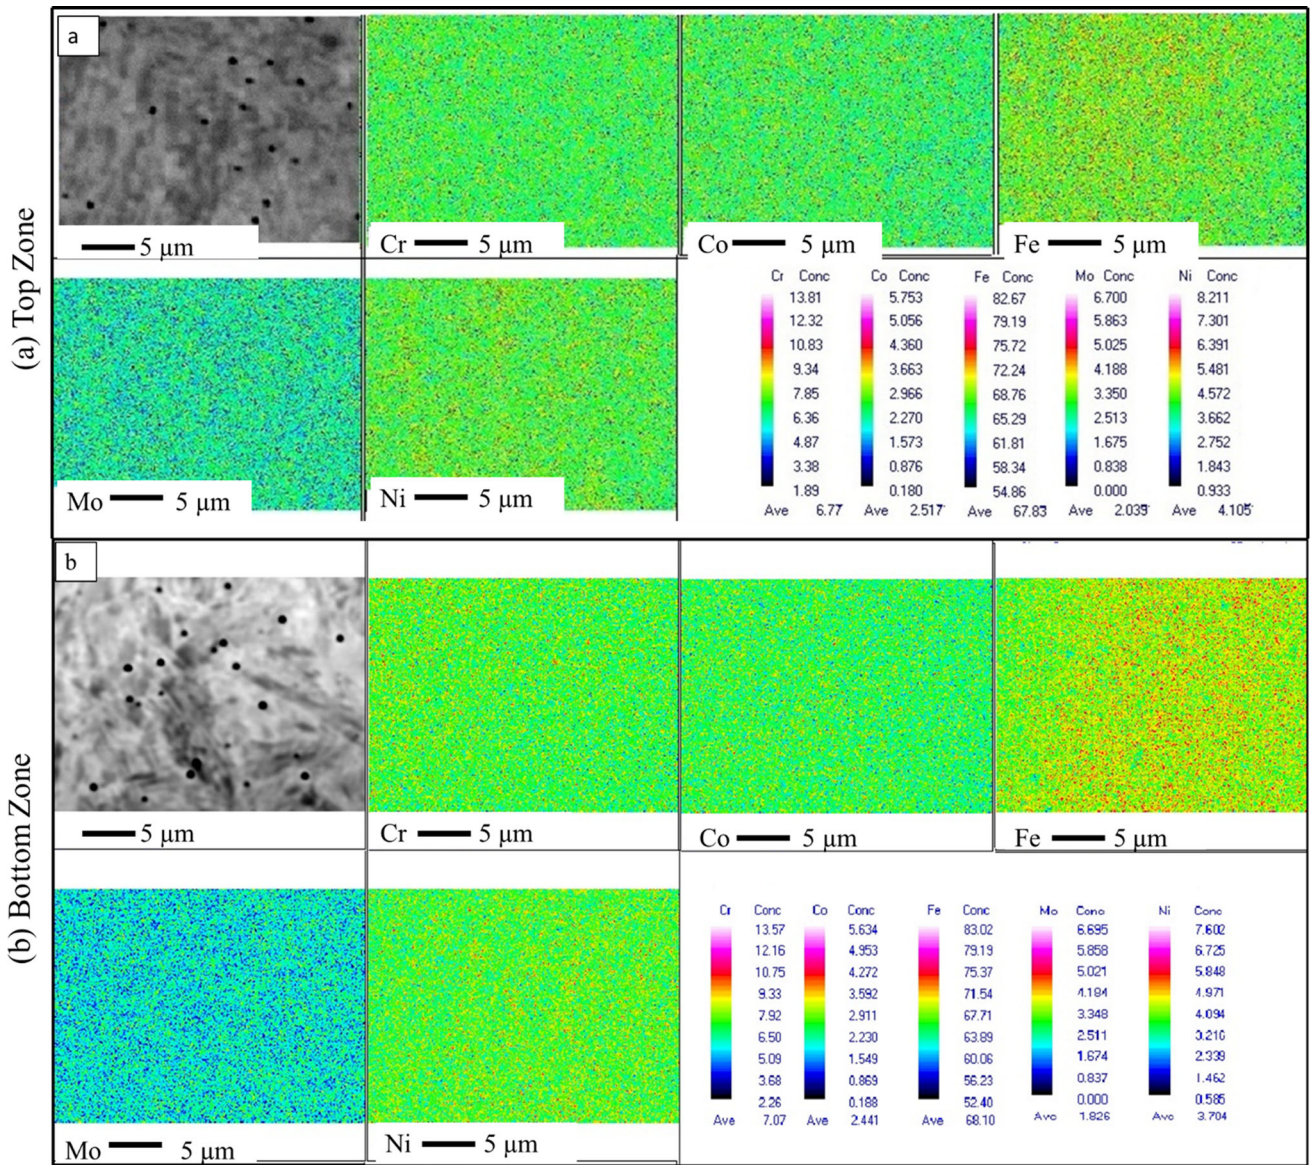 (a) Top Zone
a
5 μm
Cr 5 μm
Co 5 μm
Fe 5 μm
Mo 5 μm
Ni 5 μm
Cr Conc Co Conc Fe Conc Mo Conc Ni Conc
13.81 5.753 82.67 6.700 8.211
12.32 5.056 79.19 5.863 7.301
10.83 4.360 75.72 5.025 6.391
9.34 3.663 72.24 4.188 5.481
7.85 2.966 68.76 3.350 4.572
6.36 2.270 65.29 2.513 3.662
4.87 1.573 61.81 1.675 2.752
3.38 0.876 58.34 0.838 1.843
1.89 0.180 54.86 0.000 0.933
Ave 6.77 Ave 2.517 Ave 67.83 Ave 2.039 Ave 4.105
(b) Bottom Zone
b
5 μm
Cr 5 μm
Co 5 μm
Fe 5 μm
Mo 5 μm
Ni 5 μm
Cr Conc Co Conc Fe Conc Mo Conc Ni Conc
13.57 5.634 83.02 6.695 7.602
12.16 4.953 79.19 5.858 6.725
10.75 4.272 75.37 5.021 5.848
9.33 3.592 71.54 4.184 4.971
7.92 2.911 67.71 3.348 4.094
6.50 2.230 63.89 2.511 3.216
5.09 1.549 60.06 1.674 2.339
3.68 0.869 56.23 0.837 1.462
2.26 0.188 52.40 0.000 0.585
Ave 7.07 Ave 2.441 Ave 68.10 Ave 1.826 Ave 3.704